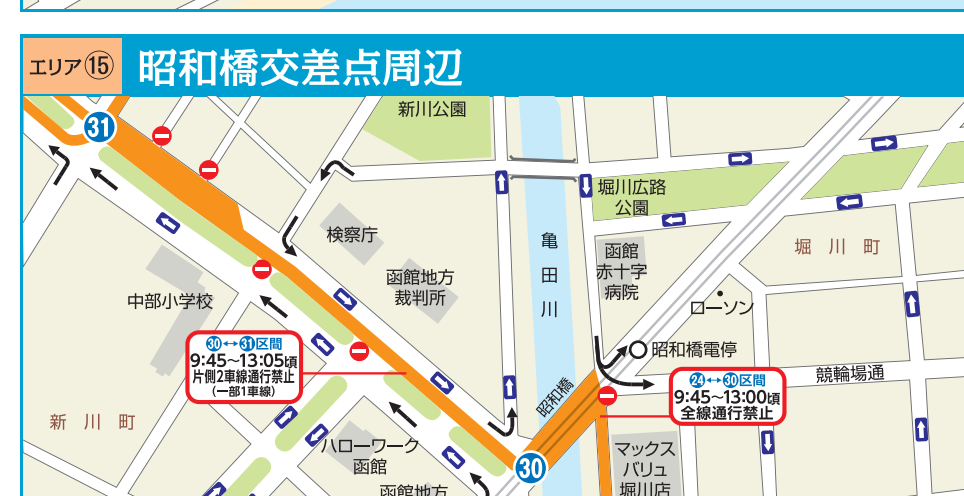 エリア⑮
昭和橋交差点周辺
新川公園
31
堀川広路
公園
検察庁
亀田川
函館
赤十字
病院
堀川町
函館地方
裁判所
中部小学校
ローソン
30↔31区間
9:45〜13:05頃
片側2車線通行禁止
(一部1車線)
昭和橋電停
競輪場通
24↔30区間
9:45〜13:00頃
全線通行禁止
昭和橋
新川町
ハローワーク
函館
マックス
バリュ
堀川店
30
函館地方